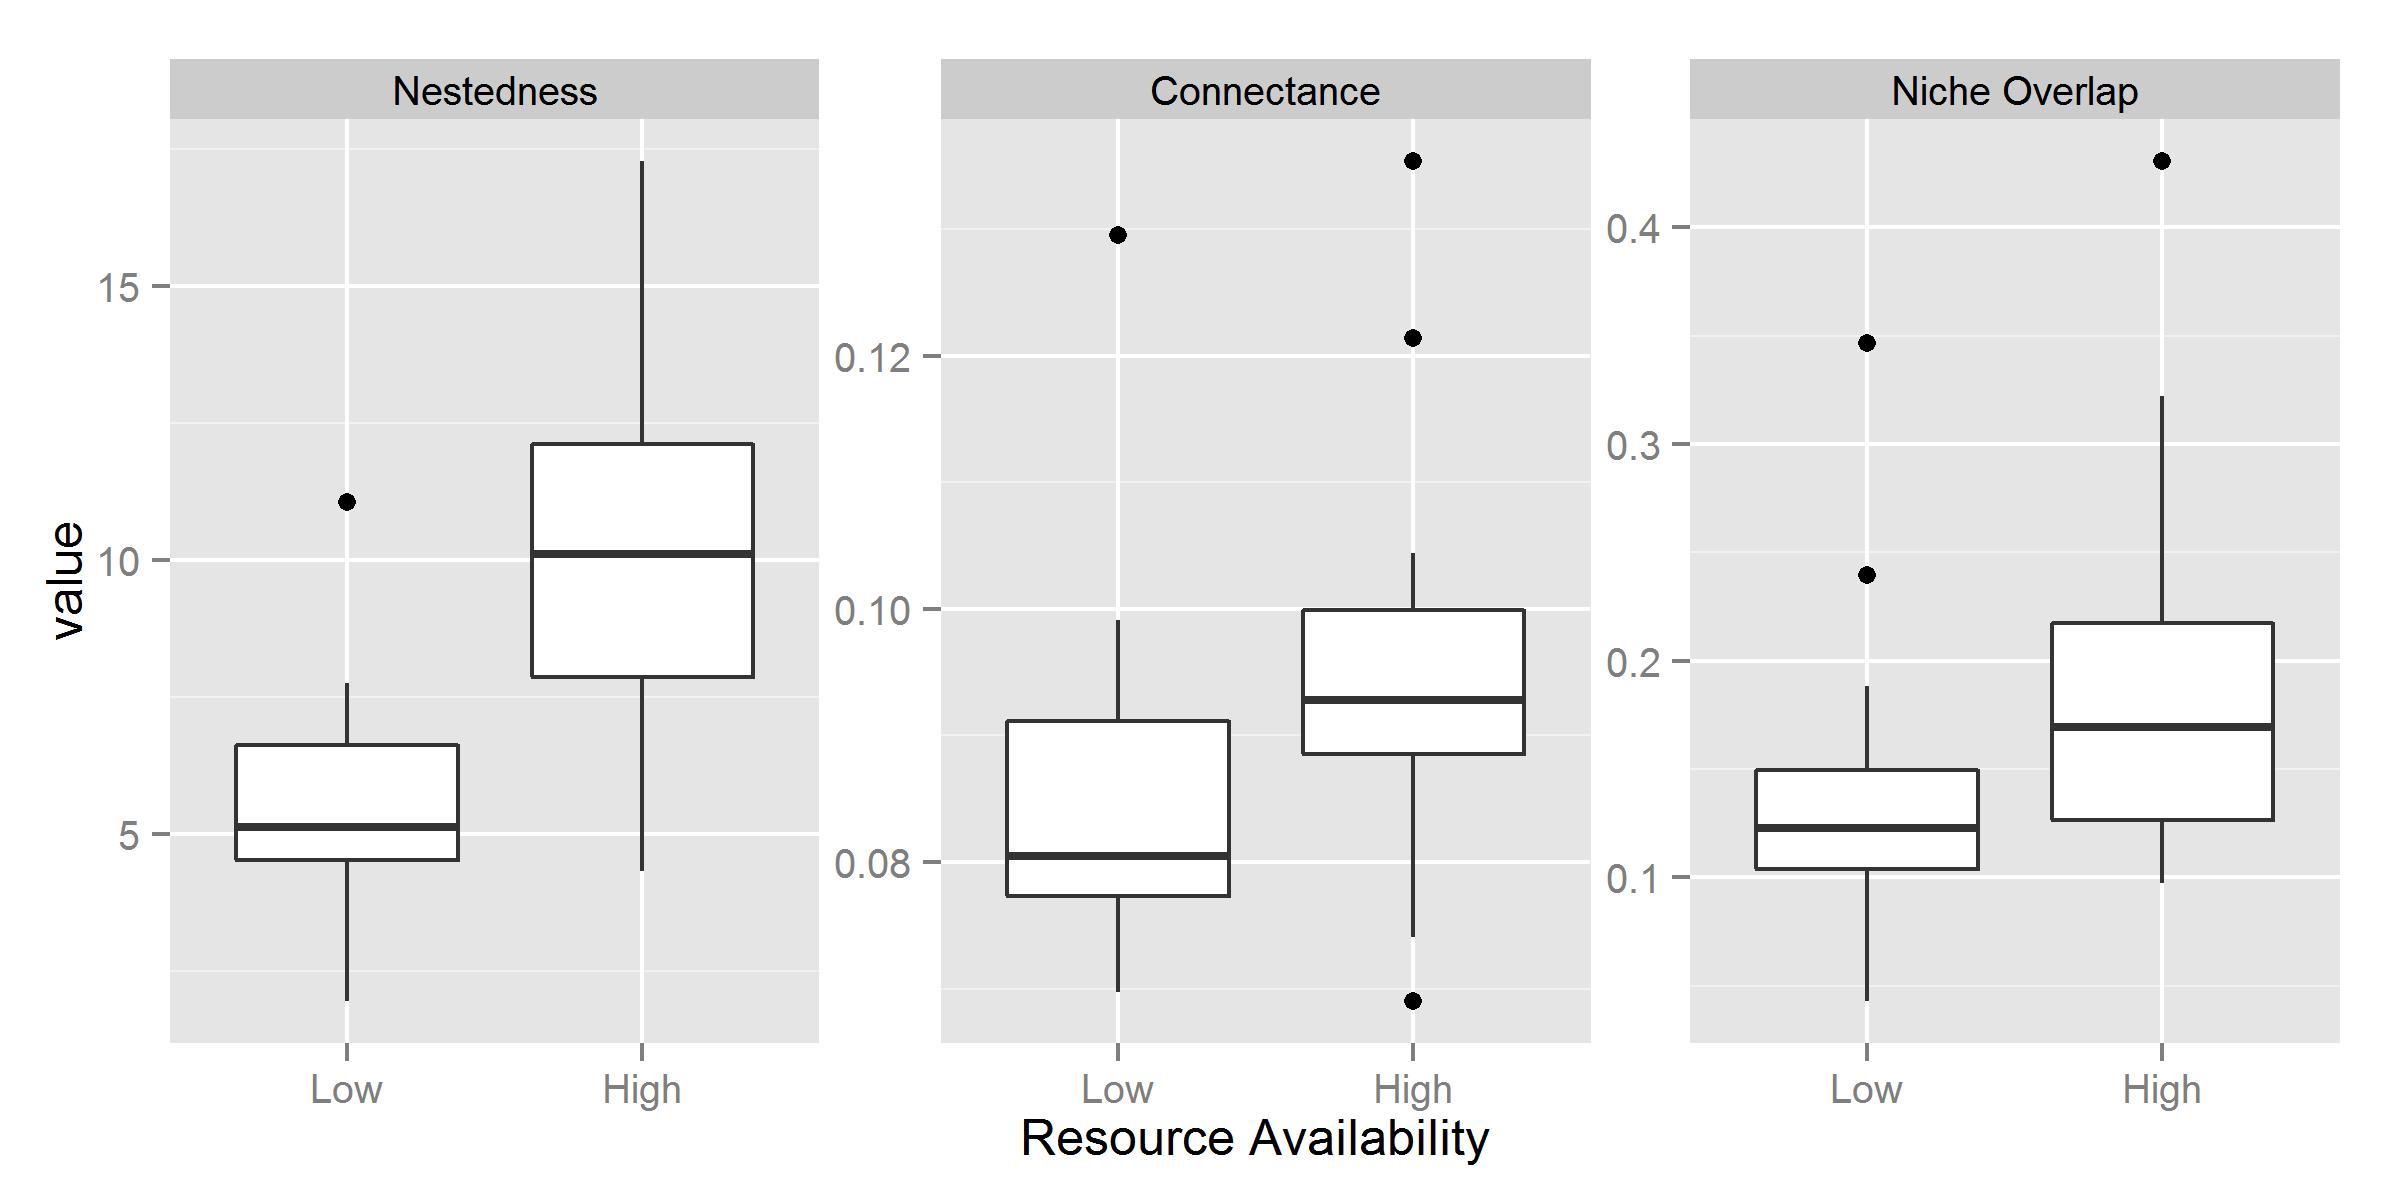 Nestedness
Connectance
Niche Overlap
value
15
10
5
0.12
0.10
0.08
0.4
0.3
0.2
0.1
Low High
Low High
Low High
Resource Availability